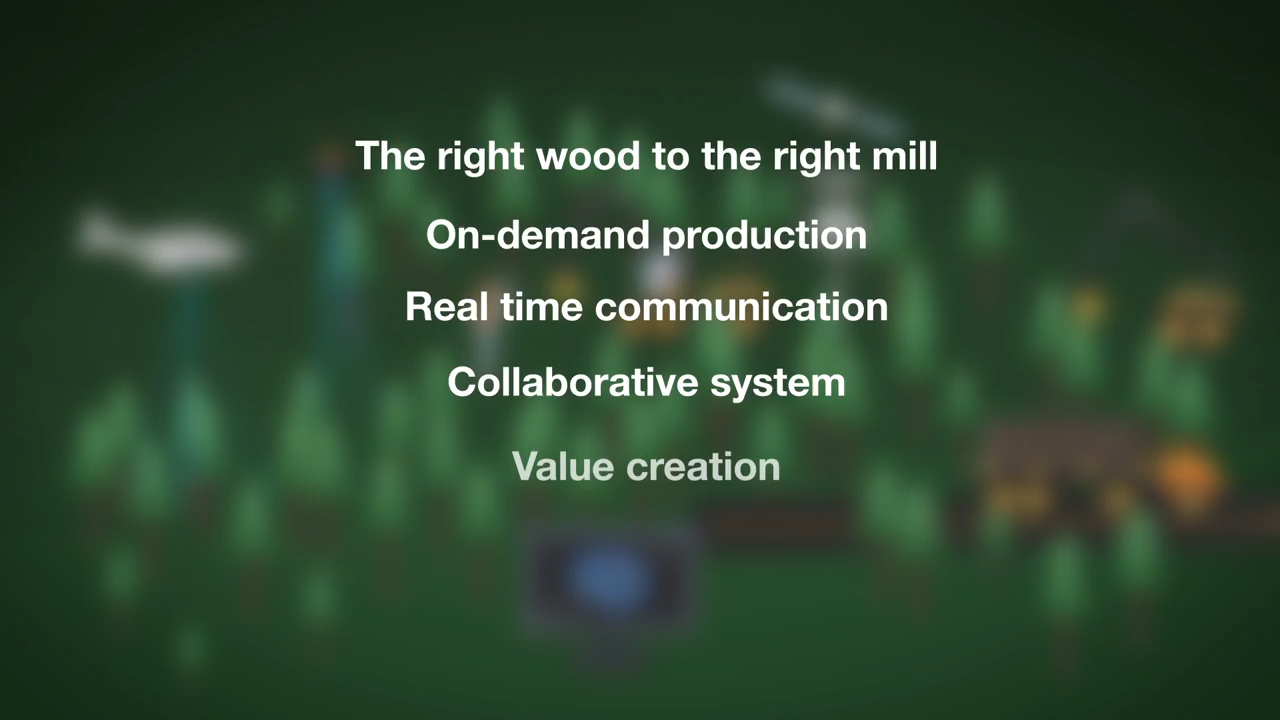 The right wood to the right mill
On-demand production
Real time communication
Collaborative system
Value creation